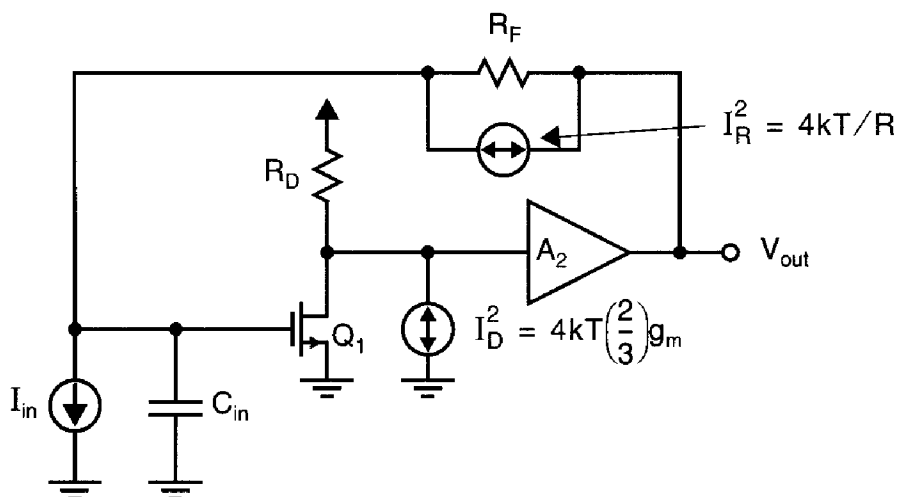 R_F
I_R^2 = 4kT/R
R_D
A_2
V_out
I_D^2 = 4kT(2/3)g_m
Q_1
I_in
C_in